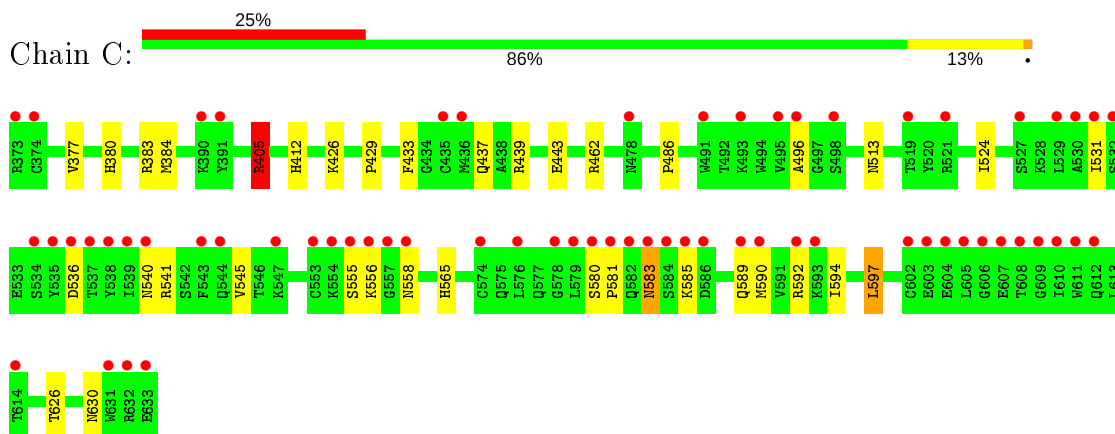 25%
Chain C:
86% 13% •
R373 C374 V377 H380 R383 M384 K390 Y391 R405 H412 K426 P429 F433 G434 C435 M436 Q437 A438 R439 E443 R462 N478 P486 W491 T492 K493 W494 V495 A496 G497 S498 N513 T519 Y520 R521 I524 S527 K528 L529 A530 I531 S532
E533 S534 Y535 D536 T537 Y538 I539 N540 R541 S542 F543 Q544 V545 T546 K547 C553 K554 S555 K556 G557 N558 H565 C574 Q575 L576 Q577 G578 L579 S580 P581 Q582 N583 S584 K585 D586 Q589 M590 V591 R592 K593 I594 L597 C602 E603 E604 L605 G606 E607 T608 G609 I610 W611 Q612 L613
T614 T626 N630 W631 R632 E633